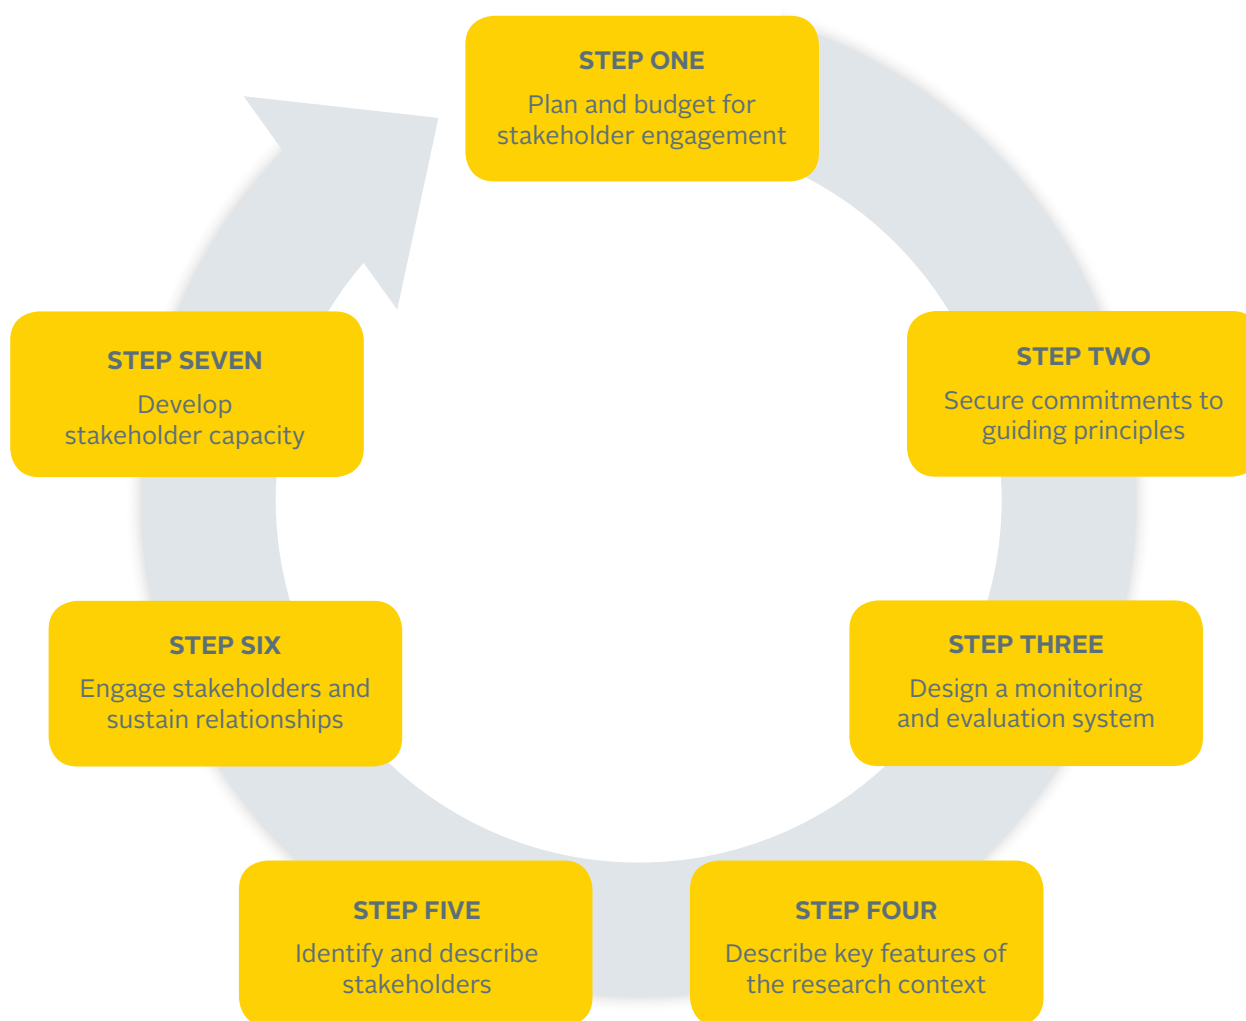 STEP ONE
Plan and budget for
stakeholder engagement
STEP TWO
Secure commitments to
guiding principles
STEP THREE
Design a monitoring
and evaluation system
STEP FOUR
Describe key features of
the research context
STEP FIVE
Identify and describe
stakeholders
STEP SIX
Engage stakeholders and
sustain relationships
STEP SEVEN
Develop
stakeholder capacity